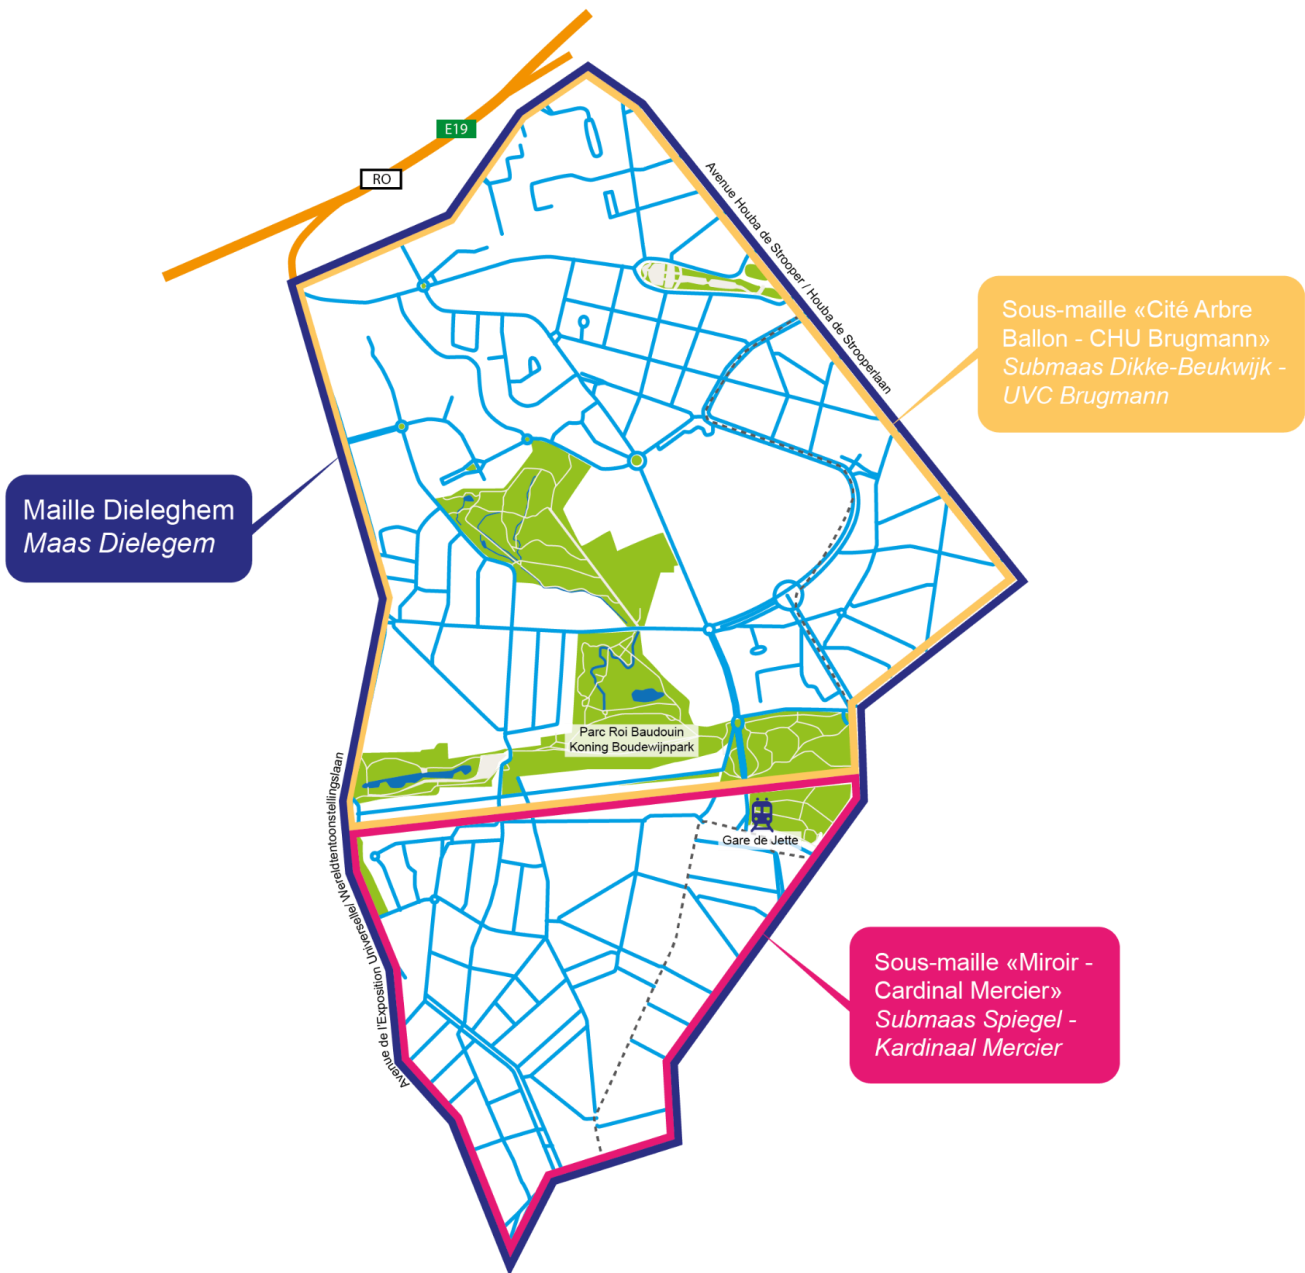 E19
RO
Avenue Houba de Strooper / Houba de Strooperlaan
Sous-maille «Cité Arbre
Ballon - CHU Brugmann»
Submaas Dikke-Beukwijk -
UVC Brugmann
Maille Dieleghem
Maas Dielegem
Parc Roi Baudouin
Koning Boudewijnpark
Avenue de l'Exposition Universelle/ Wereldtentoonstellingslaan
Gare de Jette
Sous-maille «Miroir -
Cardinal Mercier»
Submaas Spiegel -
Kardinaal Mercier